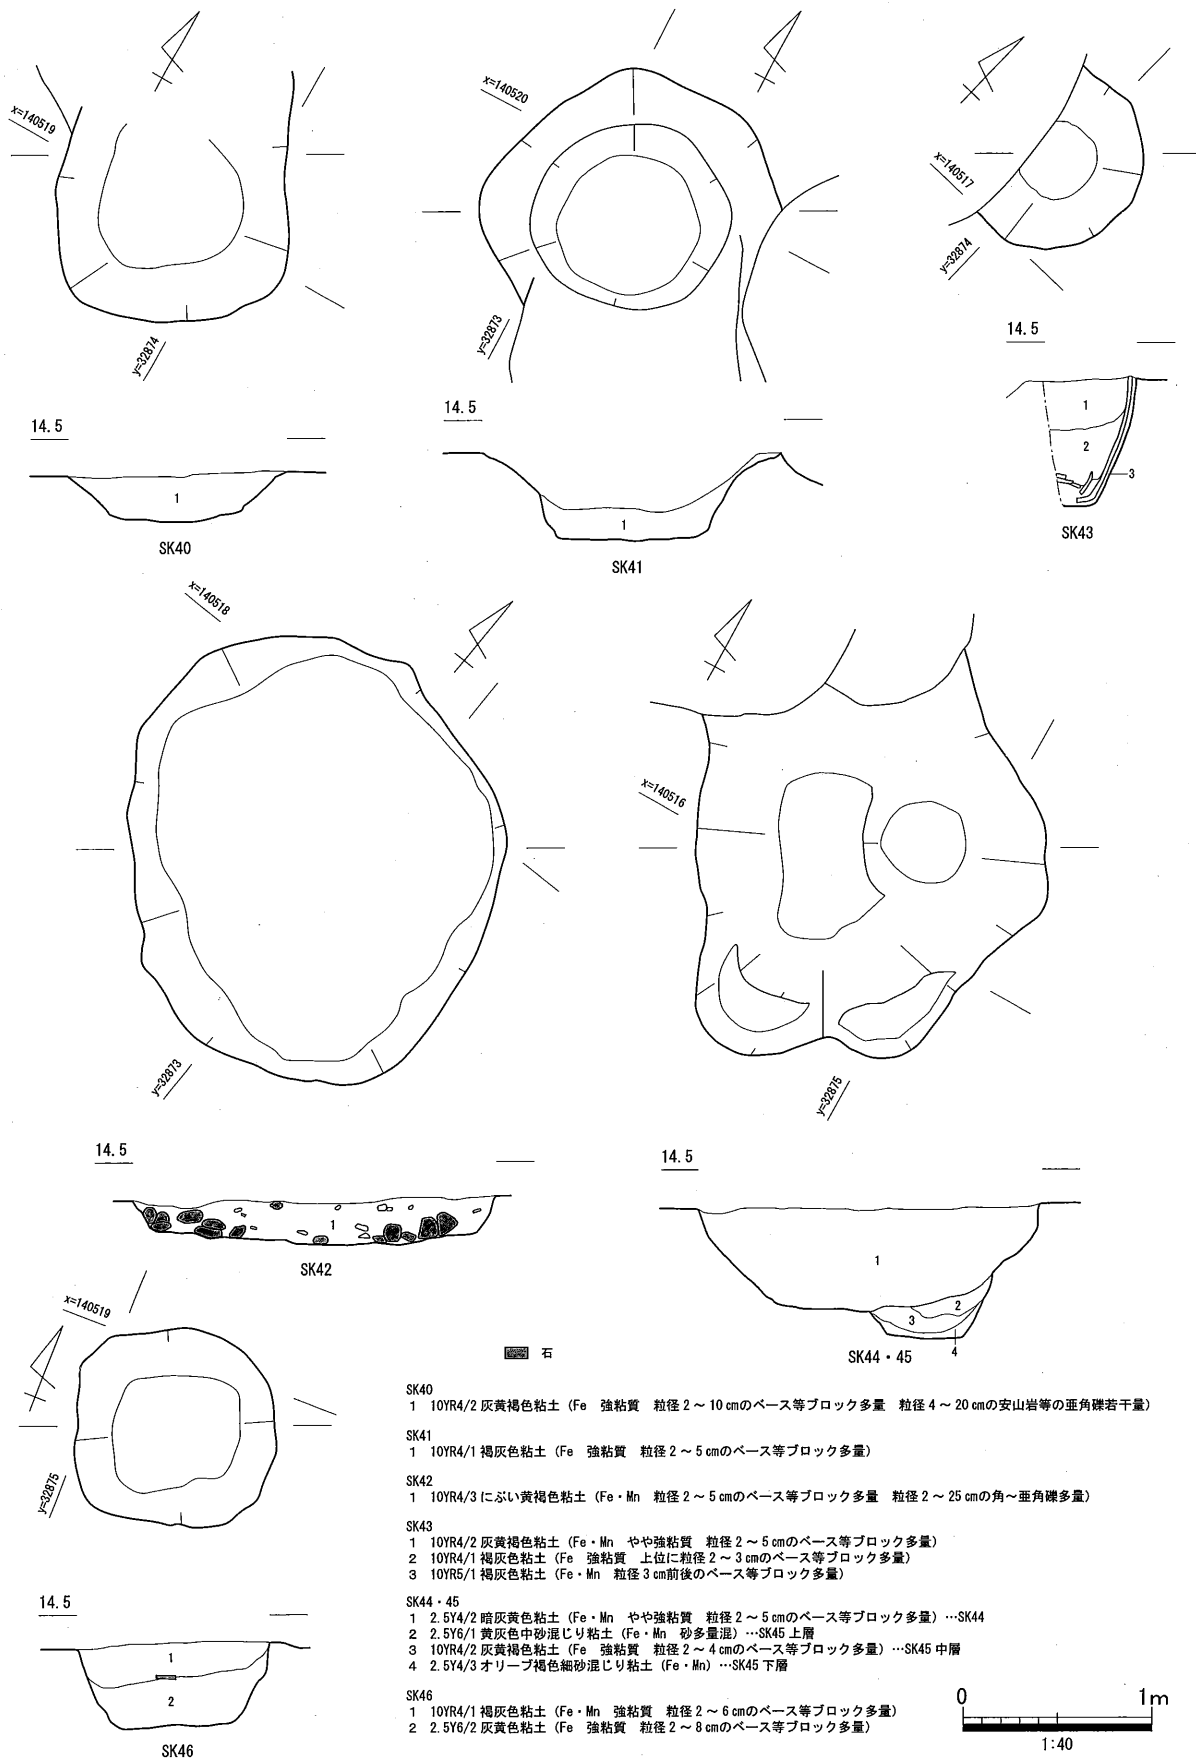 x=140519
y=32874
14.5
1
SK40
x=140520
y=32873
14.5
1
SK41
x=140517
y=32874
14.5
1
2
3
SK43
x=140518
y=32873
14.5
1
SK42
x=140516
y=32875
14.5
1
2
3
4
SK44・45
x=140519
y=32875
14.5
1
2
SK46
石
SK40
1 10YR4/2 灰黄褐色粘土（Fe 強粘質 粒径2～10cmのベース等ブロック多量 粒径4～20cmの安山岩等の亜角礫若干量）
SK41
1 10YR4/1 褐灰色粘土（Fe 強粘質 粒径2～5cmのベース等ブロック多量）
SK42
1 10YR4/3 にぶい黄褐色粘土（Fe・Mn 粒径2～5cmのベース等ブロック多量 粒径2～25cmの角～亜角礫多量）
SK43
1 10YR4/2 灰黄褐色粘土（Fe・Mn やや強粘質 粒径2～5cmのベース等ブロック多量）
2 10YR4/1 褐灰色粘土（Fe 強粘質 上位に粒径2～3cmのベース等ブロック多量）
3 10YR5/1 褐灰色粘土（Fe・Mn 粒径3cm前後のベース等ブロック多量）
SK44・45
1 2.5Y4/2 暗灰黄色粘土（Fe・Mn やや強粘質 粒径2～5cmのベース等ブロック多量）…SK44
2 2.5Y6/1 黄灰色中砂混じり粘土（Fe・Mn 砂多量混）…SK45 上層
3 10YR4/2 灰黄褐色粘土（Fe 強粘質 粒径2～4cmのベース等ブロック多量）…SK45 中層
4 2.5Y4/3 オリーブ褐色細砂混じり粘土（Fe・Mn）…SK45 下層
SK46
1 10YR4/1 褐灰色粘土（Fe・Mn 強粘質 粒径2～6cmのベース等ブロック多量）
2 2.5Y6/2 灰黄色粘土（Fe 強粘質 粒径2～8cmのベース等ブロック多量）
0 1m
1:40